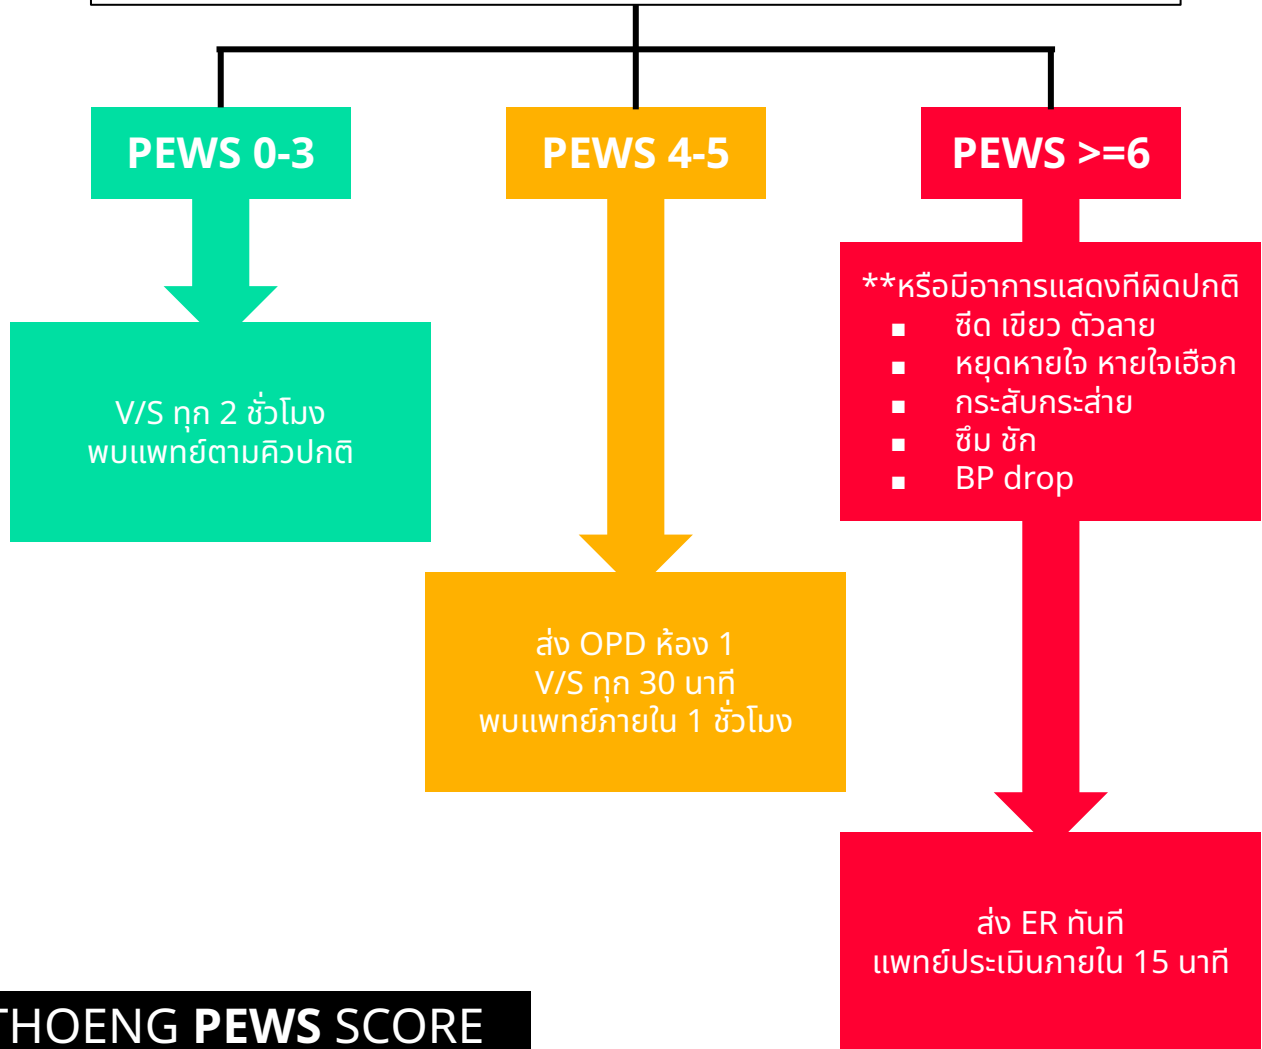 PEWS 0-3
V/S ทุก 2 ชั่วโมง
พบแพทย์ตามคิวปกติ
PEWS 4-5
ส่ง OPD ห้อง 1
V/S ทุก 30 นาที
พบแพทย์ภายใน 1 ชั่วโมง
PEWS >=6
**หรือมีอาการแสดงที่ผิดปกติ
■ ซีด เขียว ตัวลาย
■ หยุดหายใจ หายใจเฮือก
■ กระสับกระส่าย
■ ซึม ชัก
■ BP drop
ส่ง ER ทันที
แพทย์ประเมินภายใน 15 นาที
THOENG PEWS SCORE